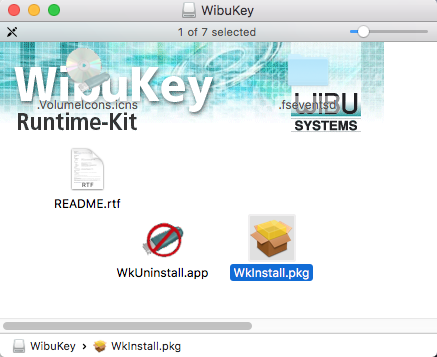 WibuKey
1 of 7 selected
WibuKey
.VolumeIcons.icns
.fseventsd
Runtime-Kit
WIBU
SYSTEMS
RTF
README.rtf
WkUninstall.app
WkInstall.pkg
WibuKey › WkInstall.pkg